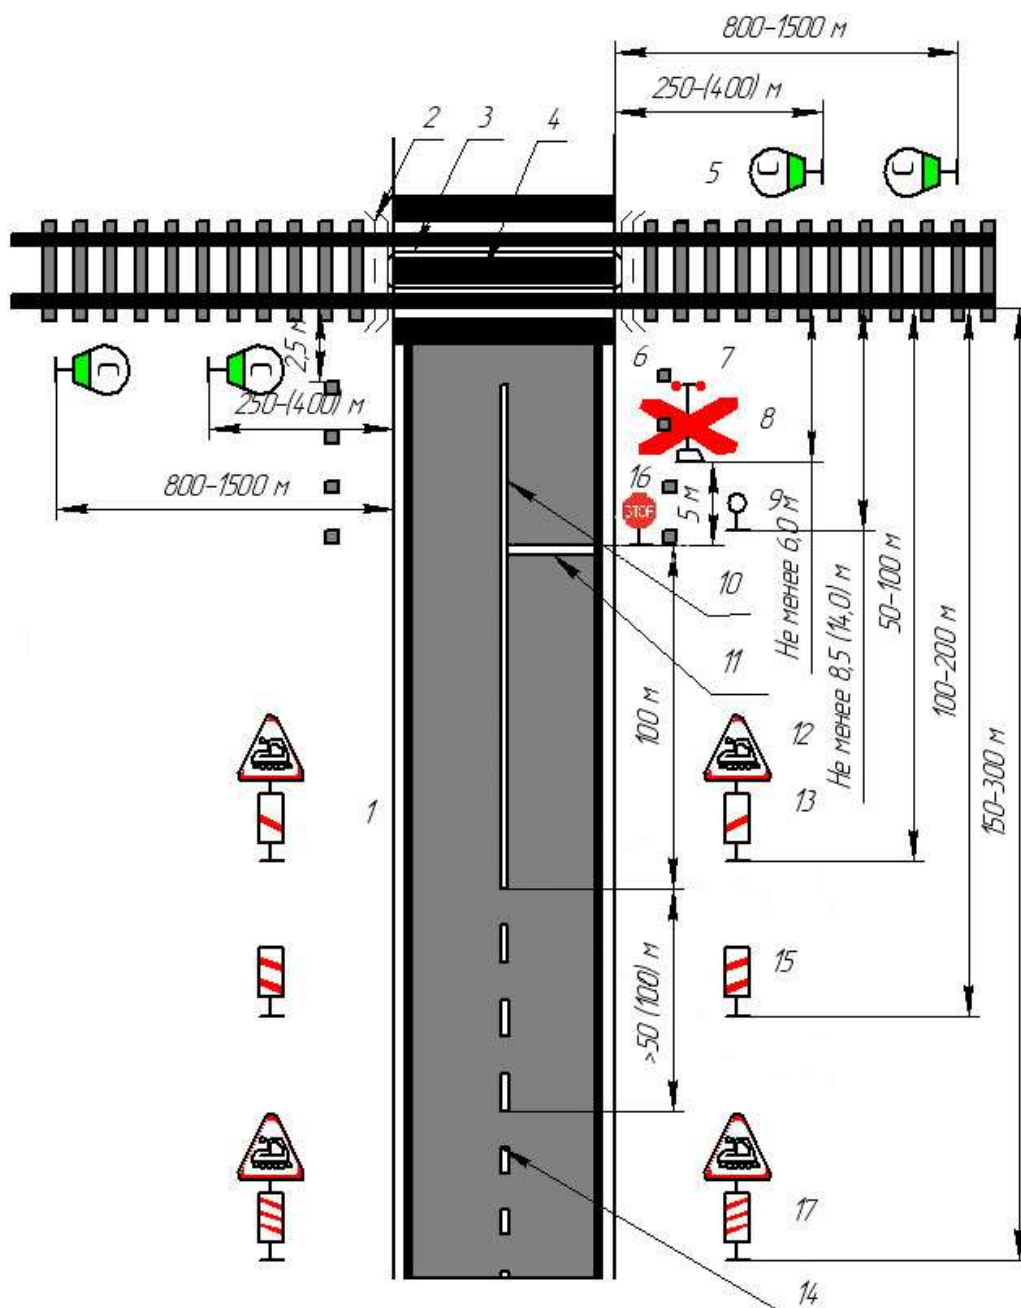 800-1500 м
250-(400) м
2
3
4
5
С
С
2,5 м
С
С
6
7
250-(400) м
8
800-1500 м
16
5 м
9
STOP
10
11
Не менее 6,0 м
Не менее 8,5 (14,0) м
50-100 м
100-200 м
150-300 м
100 м
12
13
1
15
>50 (100) м
17
14